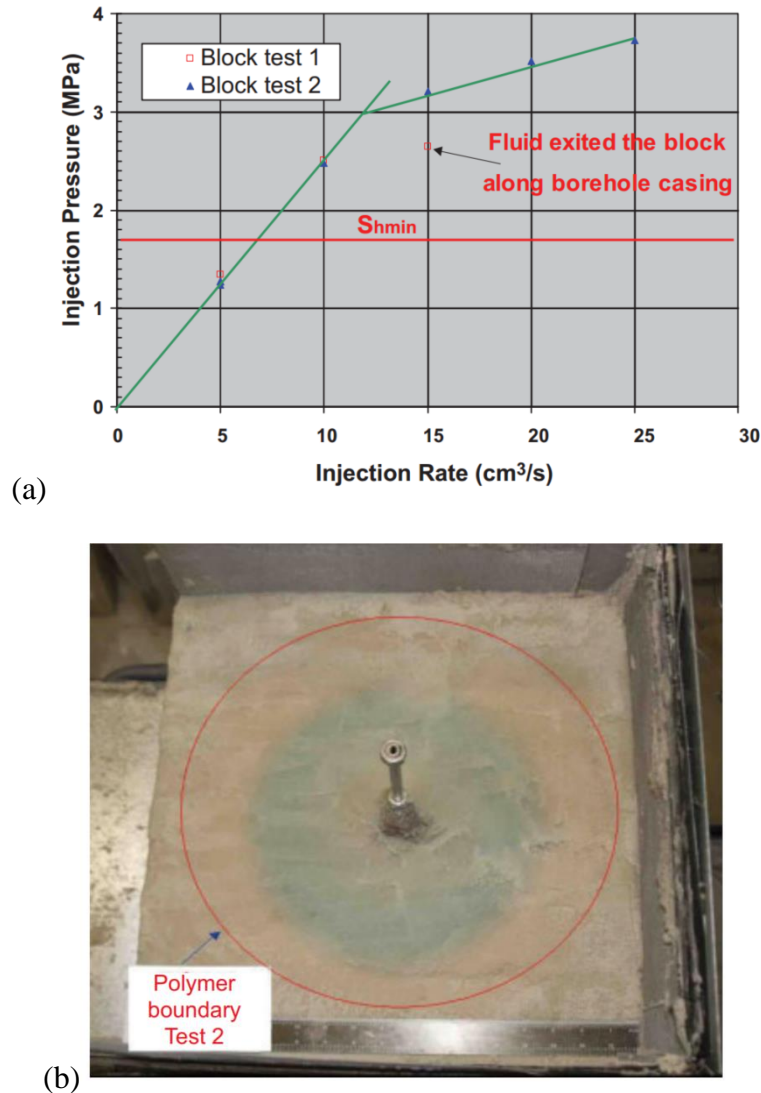 4
3
2
1
0
Injection Pressure (MPa)
Block test 1
Block test 2
Fluid exited the block
along borehole casing
Shmin
0 5 10 15 20 25 30
Injection Rate (cm³/s)
(a)
Polymer
boundary
Test 2
(b)